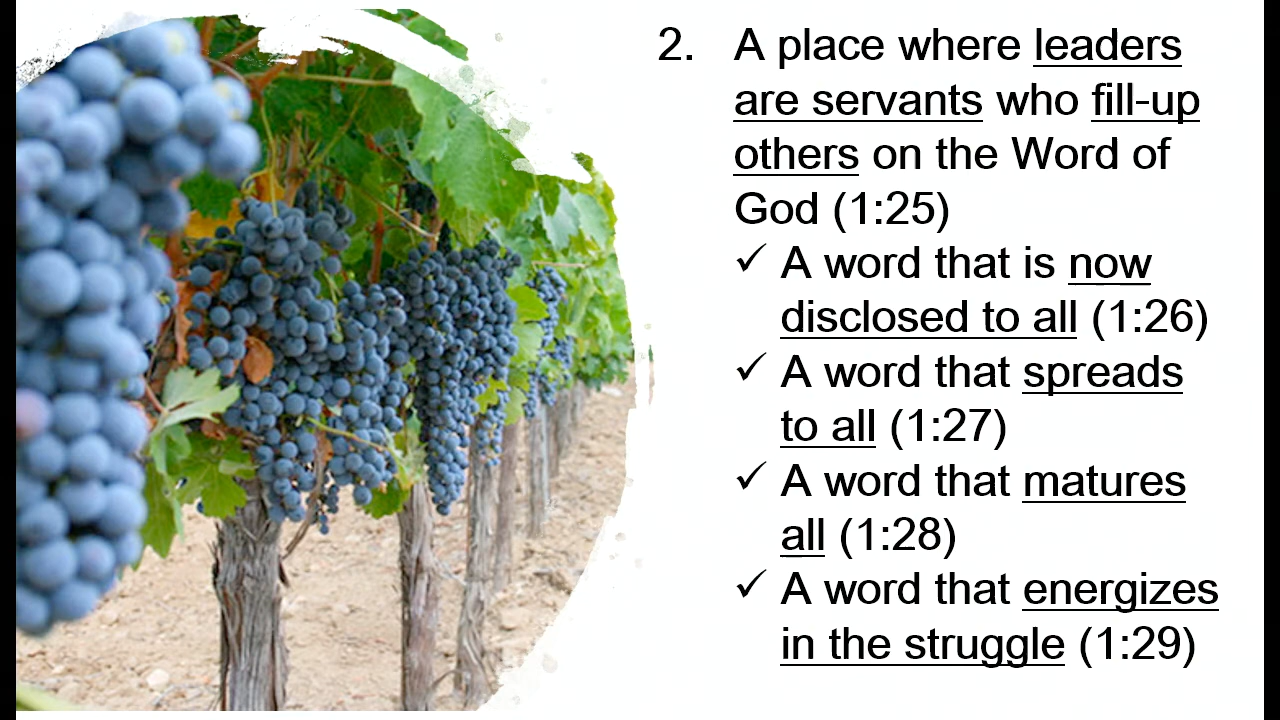 2. A place where leaders
are servants who fill-up
others on the Word of
God (1:25)
✓ A word that is now
disclosed to all (1:26)
✓ A word that spreads
to all (1:27)
✓ A word that matures
all (1:28)
✓ A word that energizes
in the struggle (1:29)